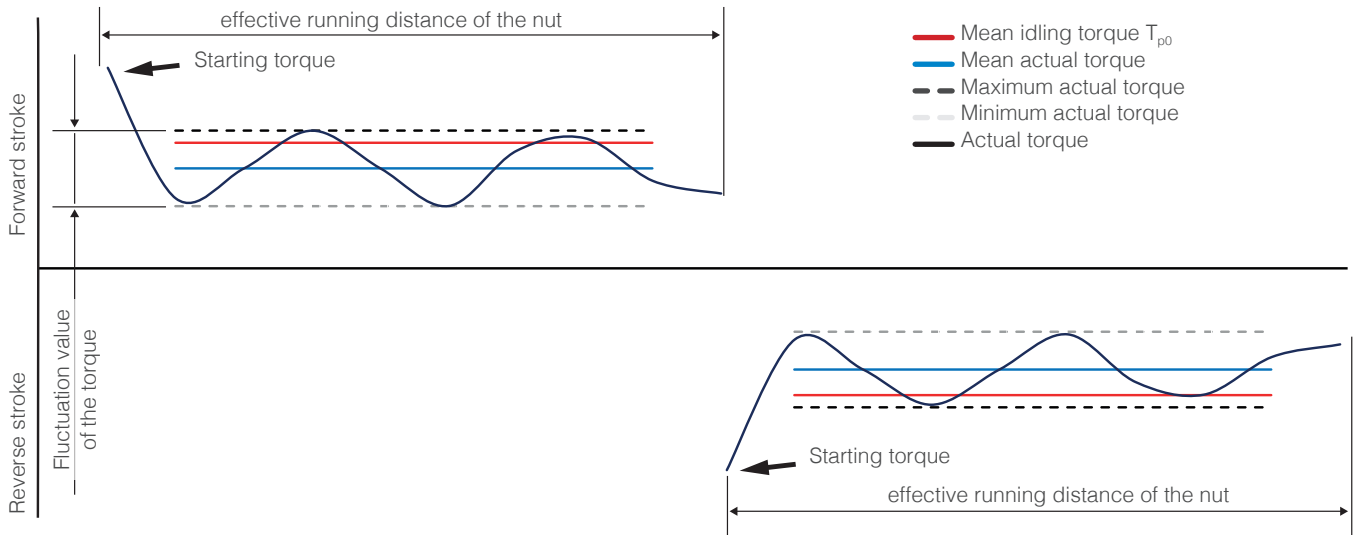 effective running distance of the nut
Starting torque
Mean idling torque Tp0
Mean actual torque
Maximum actual torque
Minimum actual torque
Actual torque
Forward stroke
Reverse stroke
Fluctuation value
of the torque
Starting torque
effective running distance of the nut